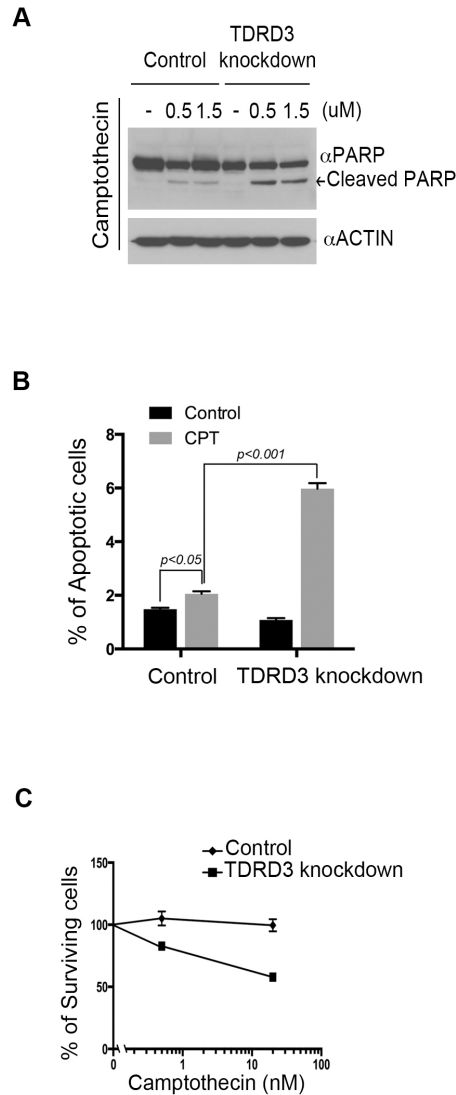 A
TDRD3
Control knockdown
- 0.5 1.5 - 0.5 1.5 (uM)
Camptothecin
αPARP
←Cleaved PARP
αACTIN
B
Control
CPT
% of Apoptotic cells
8
6
4
2
0
p<0.001
p<0.05
Control TDRD3 knockdown
C
Control
TDRD3 knockdown
% of Surviving cells
150
100
50
0
0 1 10 100
Camptothecin (nM)